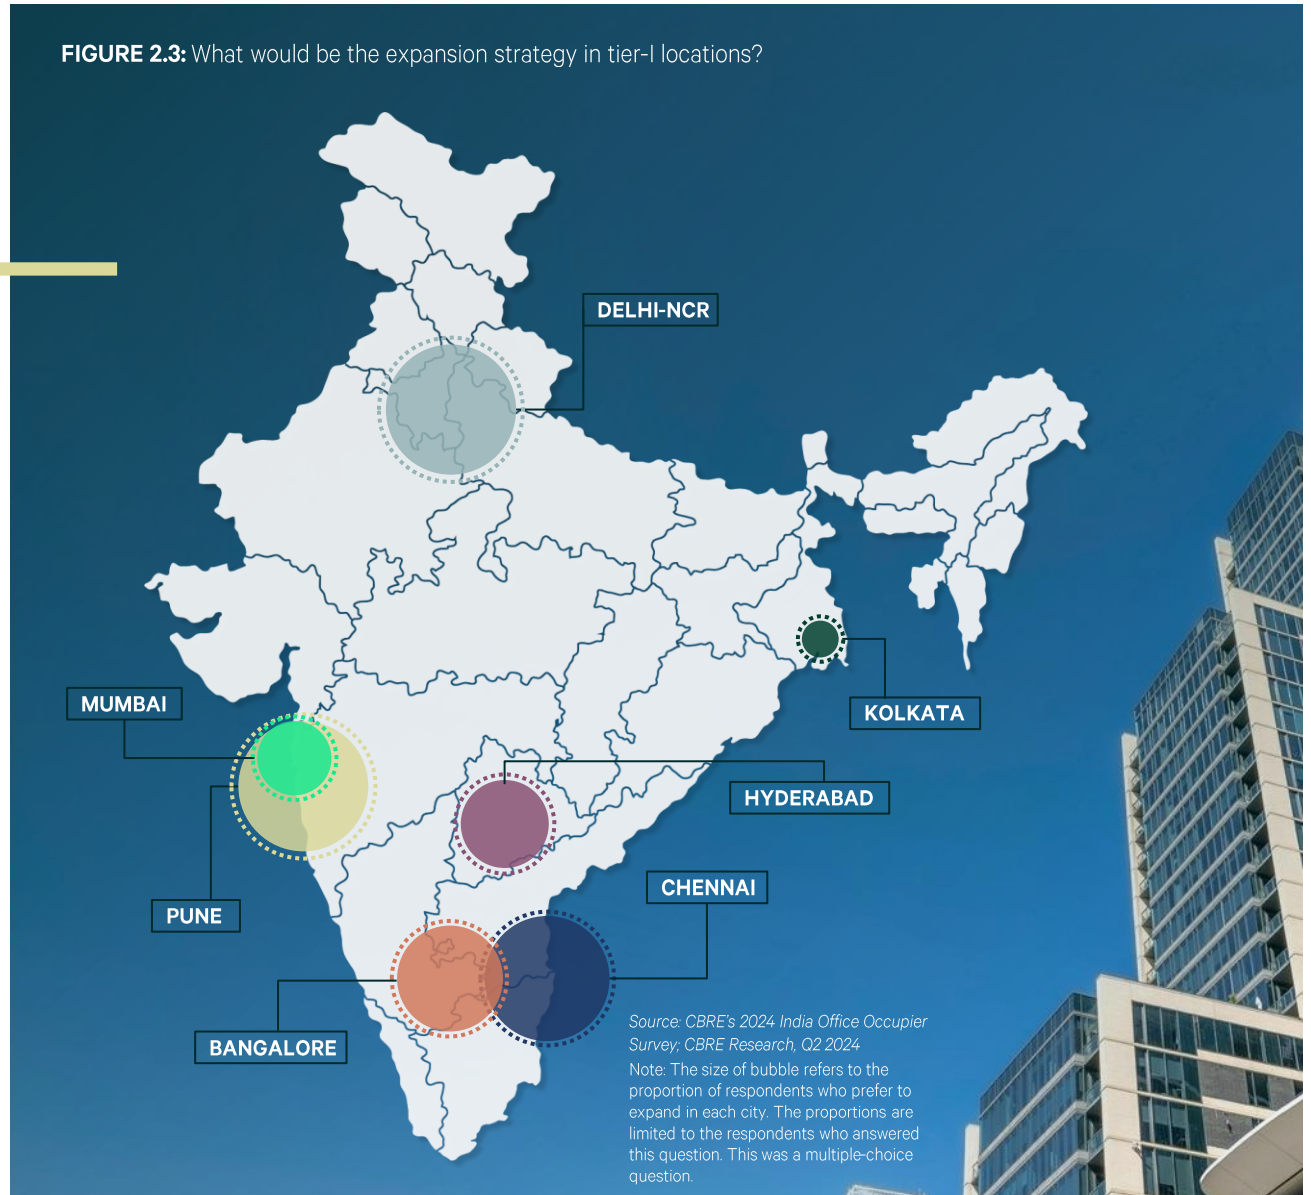 FIGURE 2.3: What would be the expansion strategy in tier-I locations?
DELHI-NCR
MUMBAI
KOLKATA
HYDERABAD
CHENNAI
PUNE
BANGALORE
Source: CBRE's 2024 India Office Occupier
Survey; CBRE Research, Q2 2024
Note: The size of bubble refers to the
proportion of respondents who prefer to
expand in each city. The proportions are
limited to the respondents who answered
this question. This was a multiple-choice
question.